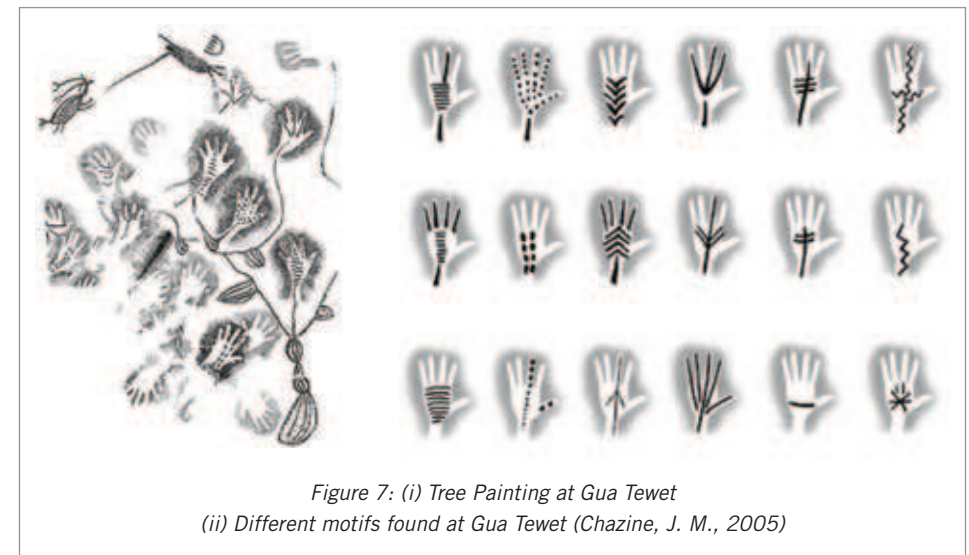 Figure 7: (i) Tree Painting at Gua Tewet
(ii) Different motifs found at Gua Tewet (Chazine, J. M., 2005)